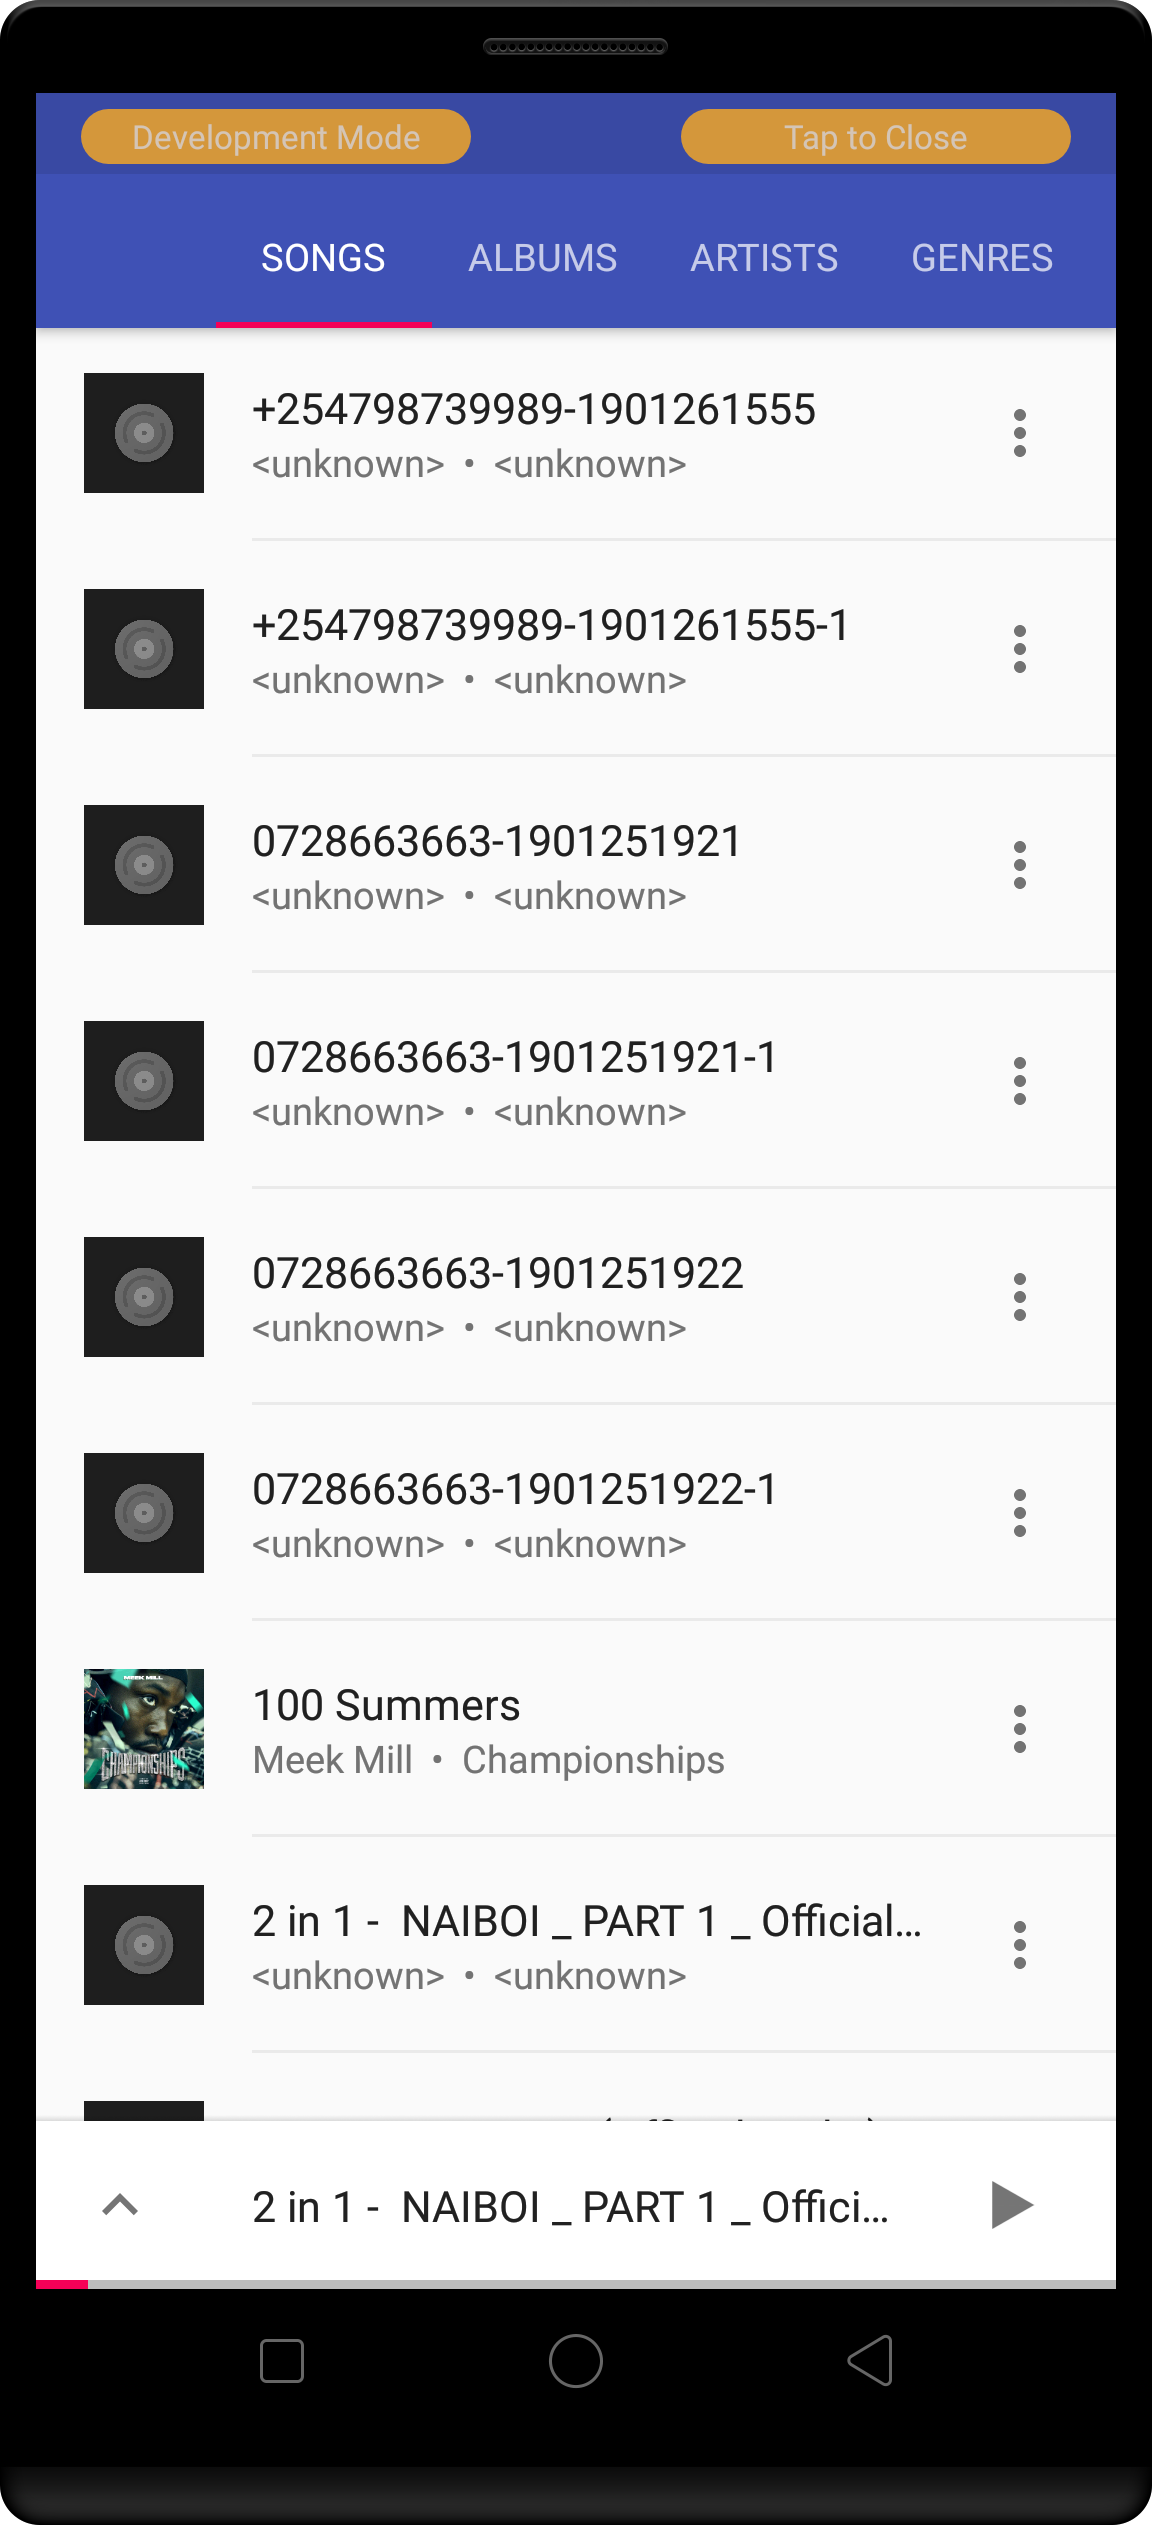 Development Mode
Tap to Close
SONGS ALBUMS ARTISTS GENRES
+254798739989-1901261555
<unknown> • <unknown>
+254798739989-1901261555-1
<unknown> • <unknown>
0728663663-1901251921
<unknown> • <unknown>
0728663663-1901251921-1
<unknown> • <unknown>
0728663663-1901251922
<unknown> • <unknown>
0728663663-1901251922-1
<unknown> • <unknown>
MEEK MILL
CHAMPIONSHIPS
100 Summers
Meek Mill • Championships
2 in 1 -  NAIBOI _ PART 1 _ Official...
<unknown> • <unknown>
2 in 1 -  NAIBOI _ PART 1 _ Offici...